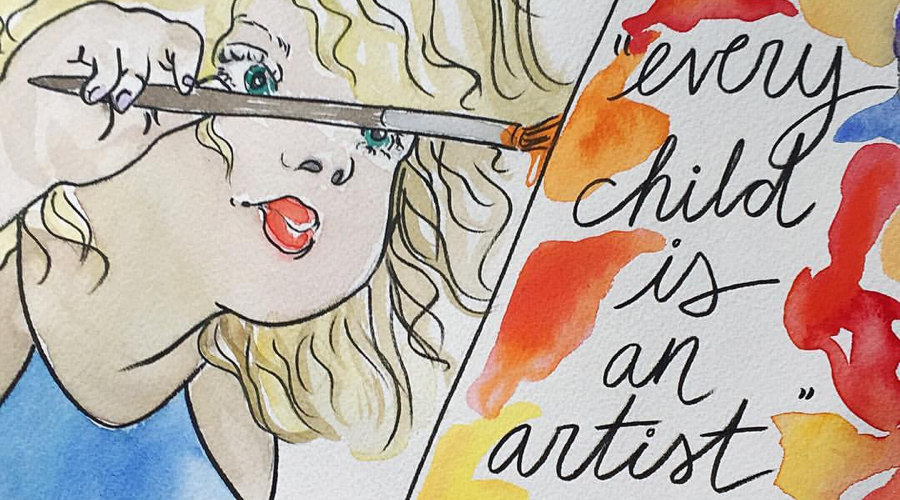 "every
child
is
an
artist"